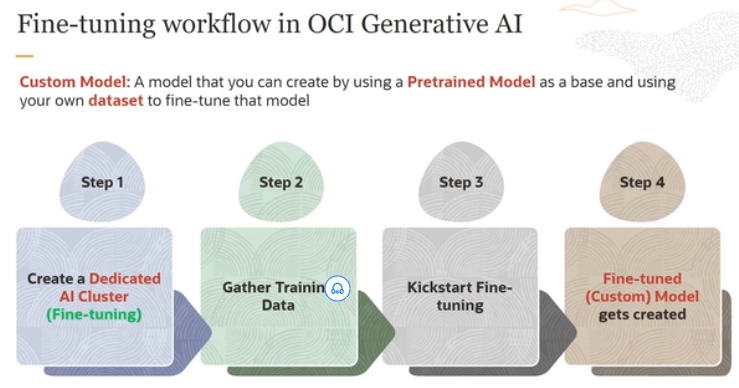 Fine-tuning workflow in OCI Generative AI
Custom Model: A model that you can create by using a Pretrained Model as a base and using
your own dataset to fine-tune that model
Step 1
Step 2
Step 3
Step 4
Create a Dedicated
AI Cluster
(Fine-tuning)
Gather Trainin
Data
Kickstart Fine-
tuning
Fine-tuned
(Custom) Model
gets created